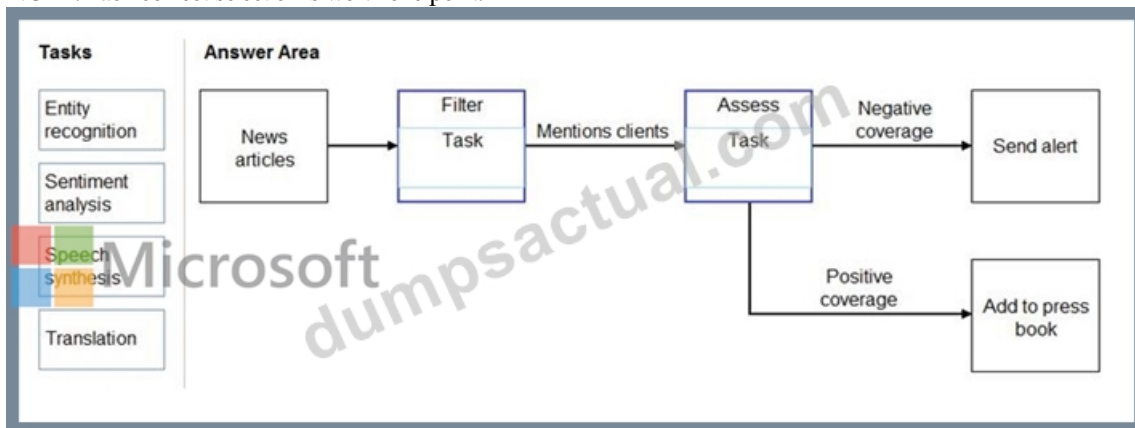 Tasks
Answer Area
Entity
recognition
Sentiment
analysis
Speech
synthesis
Translation
News
articles
Filter
Task
Mentions clients
Assess
Task
Negative
coverage
Send alert
Positive
coverage
Add to press
book
Microsoft
dumpsactual.com